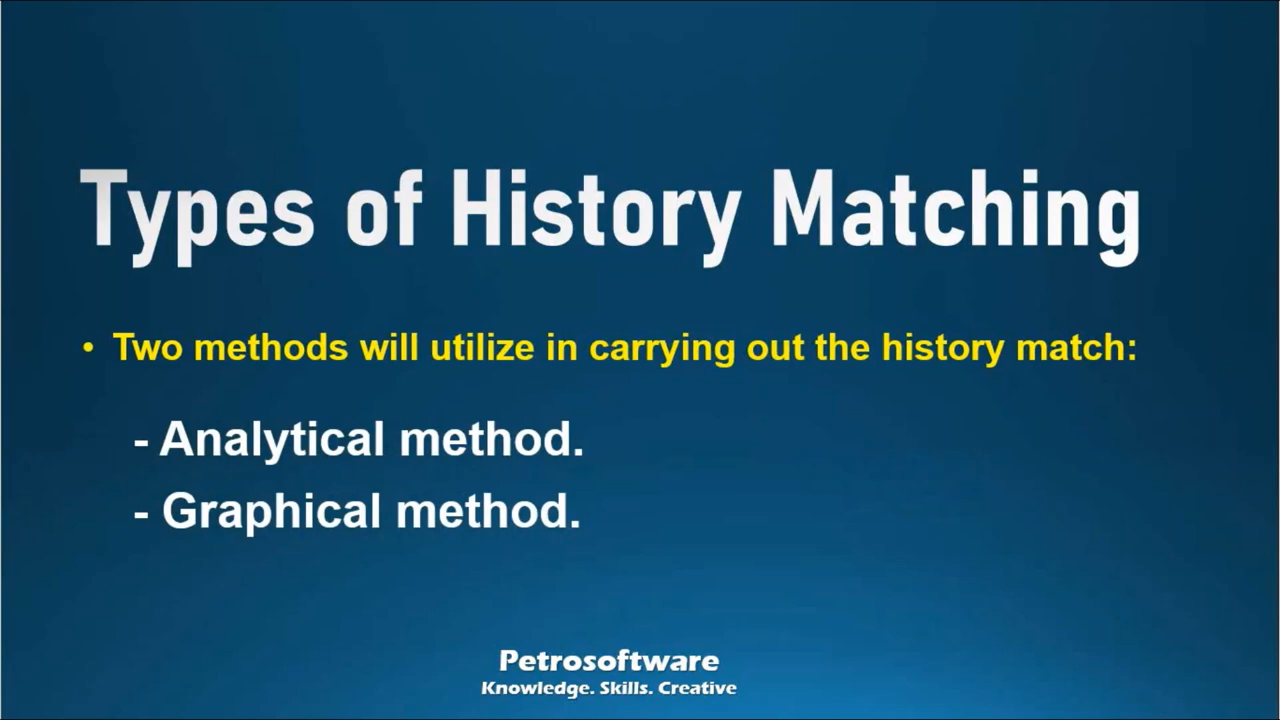 Types of History Matching
• Two methods will utilize in carrying out the history match:
- Analytical method.
- Graphical method.
Petrosoftware
Knowledge. Skills. Creative